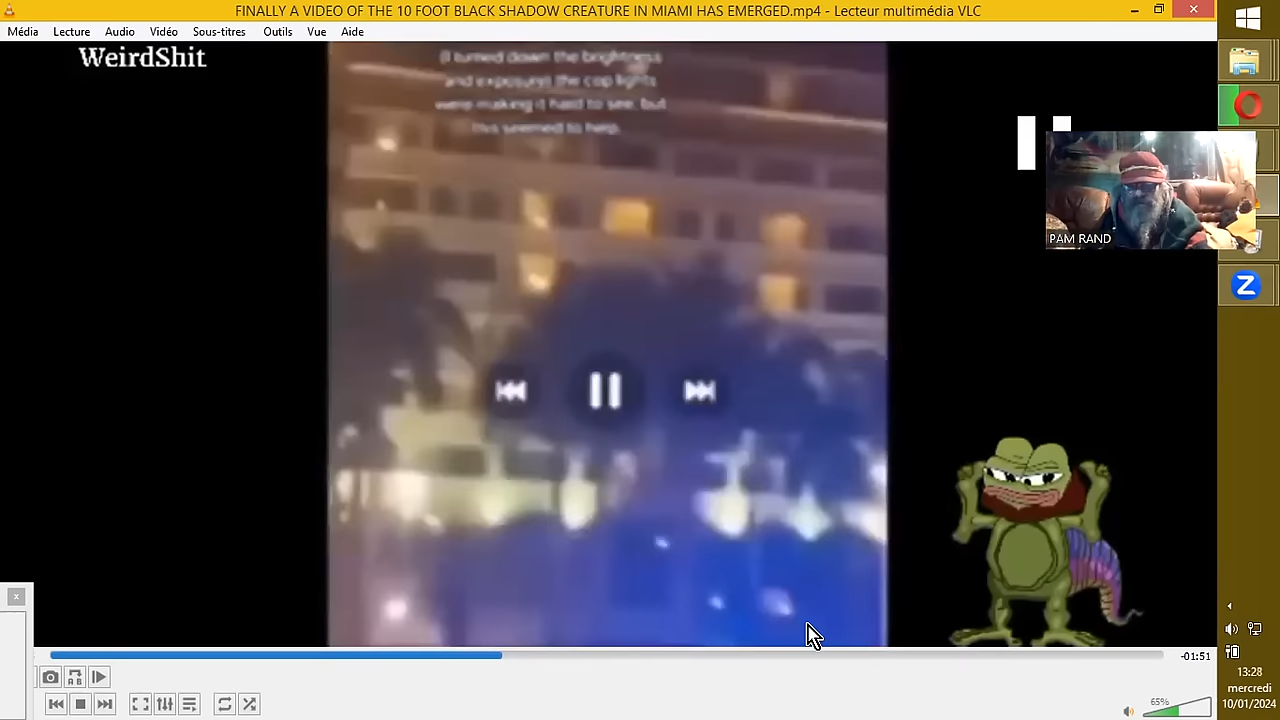 FINALLY A VIDEO OF THE 10 FOOT BLACK SHADOW CREATURE IN MIAMI HAS EMERGED.mp4 - Lecteur multimédia VLC
Média Lecture Audio Vidéo Sous-titres Outils Vue Aide
WeirdShit
(I turned down the brightness
and exposure) the cop lights
were making it hard to see, but
this seemed to help.
PAM RAND
Z
-01:51
A B
65%
13:28
mercredi
10/01/2024